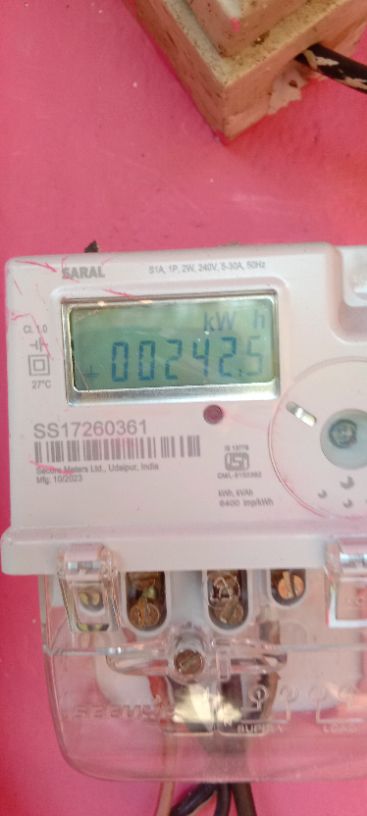 SARAL
S1A, 1P, 2W, 240V, 5-30A, 50Hz
kW h
00242.5
Cl. 1.0
27°C
SS17260361
Secure Meters Ltd., Udaipur, India
Mfg. 10/2023
IS 13779
kWh, kVAh
6400 imp/kWh
SUPPLY
LOAD